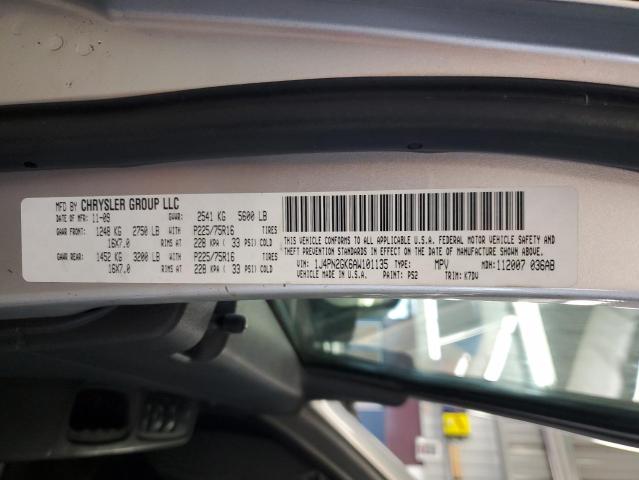 MFD BY CHRYSLER GROUP LLC
DATE OF MFR: 11-09 GVWR: 2541 KG 5600 LB
GAWR FRONT: 1248 KG 2750 LB WITH P225/75R16 TIRES
16X7.0 RIMS AT 228 KPA ( 33 PSI) COLD
GAWR REAR: 1452 KG 3200 LB WITH P225/75R16 TIRES
16X7.0 RIMS AT 228 KPA ( 33 PSI) COLD
THIS VEHICLE CONFORMS TO ALL APPLICABLE U.S.A. FEDERAL MOTOR VEHICLE SAFETY AND
THEFT PREVENTION STANDARDS IN EFFECT ON THE DATE OF MANUFACTURE SHOWN ABOVE.
VIN: 1J4PN2GK6AW101135 TYPE: MPV MDH: 112007 036AB
VEHICLE MADE IN U.S.A. PAINT: PS2 TRIM: K7DV